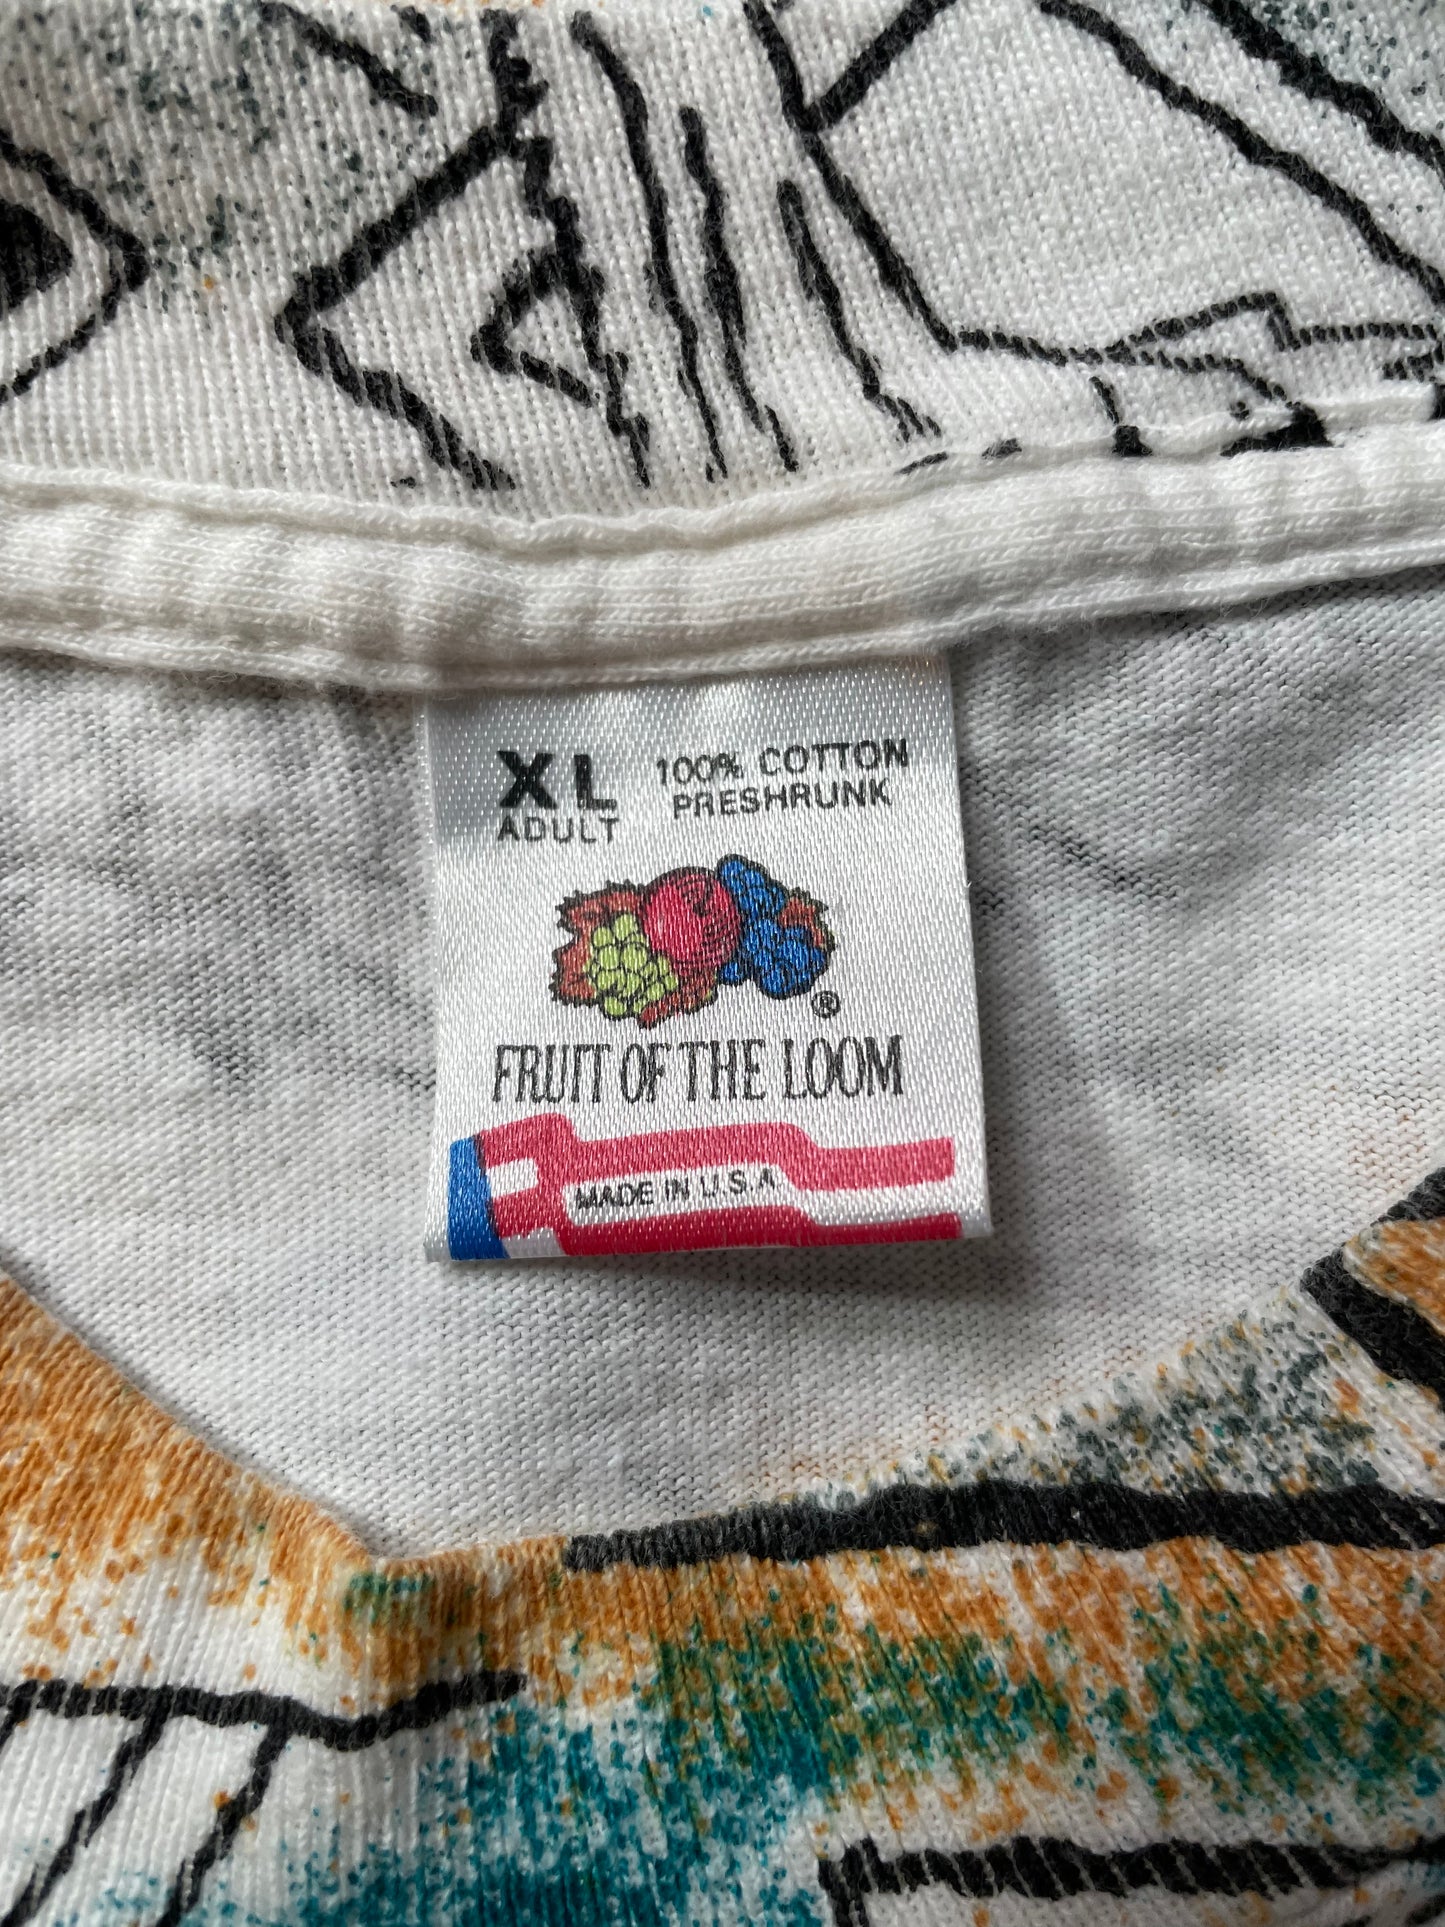 XL
ADULT
100% COTTON
PRESHRUNK
®
FRUIT OF THE LOOM
MADE IN U.S.A